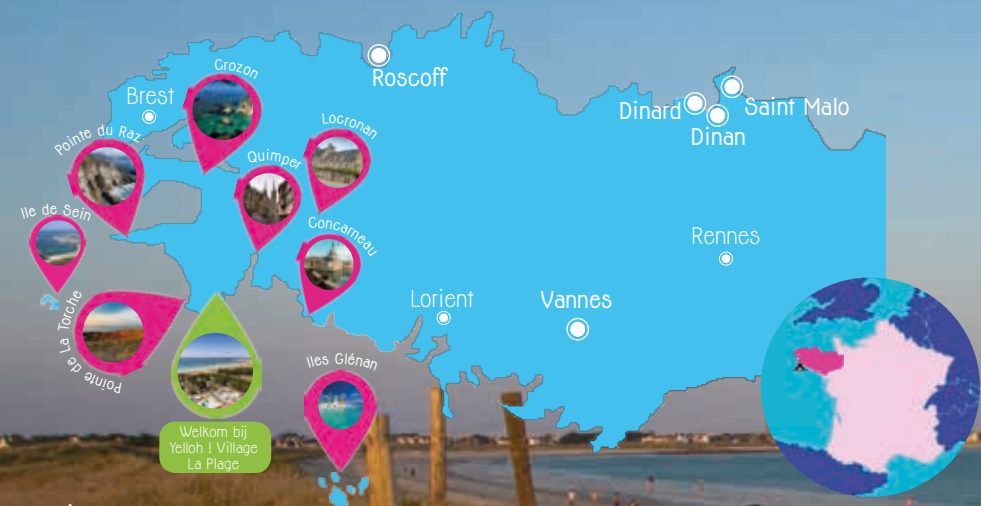 Crozon
Roscoff
Brest
Dinard
Saint Malo
Dinan
Pointe du Raz
Locronan
Quimper
Ile de Sein
Concarneau
Rennes
Pointe de La Torche
Lorient
Vannes
Iles Glénan
Welkom bij
Yelloh ! Village
La Plage